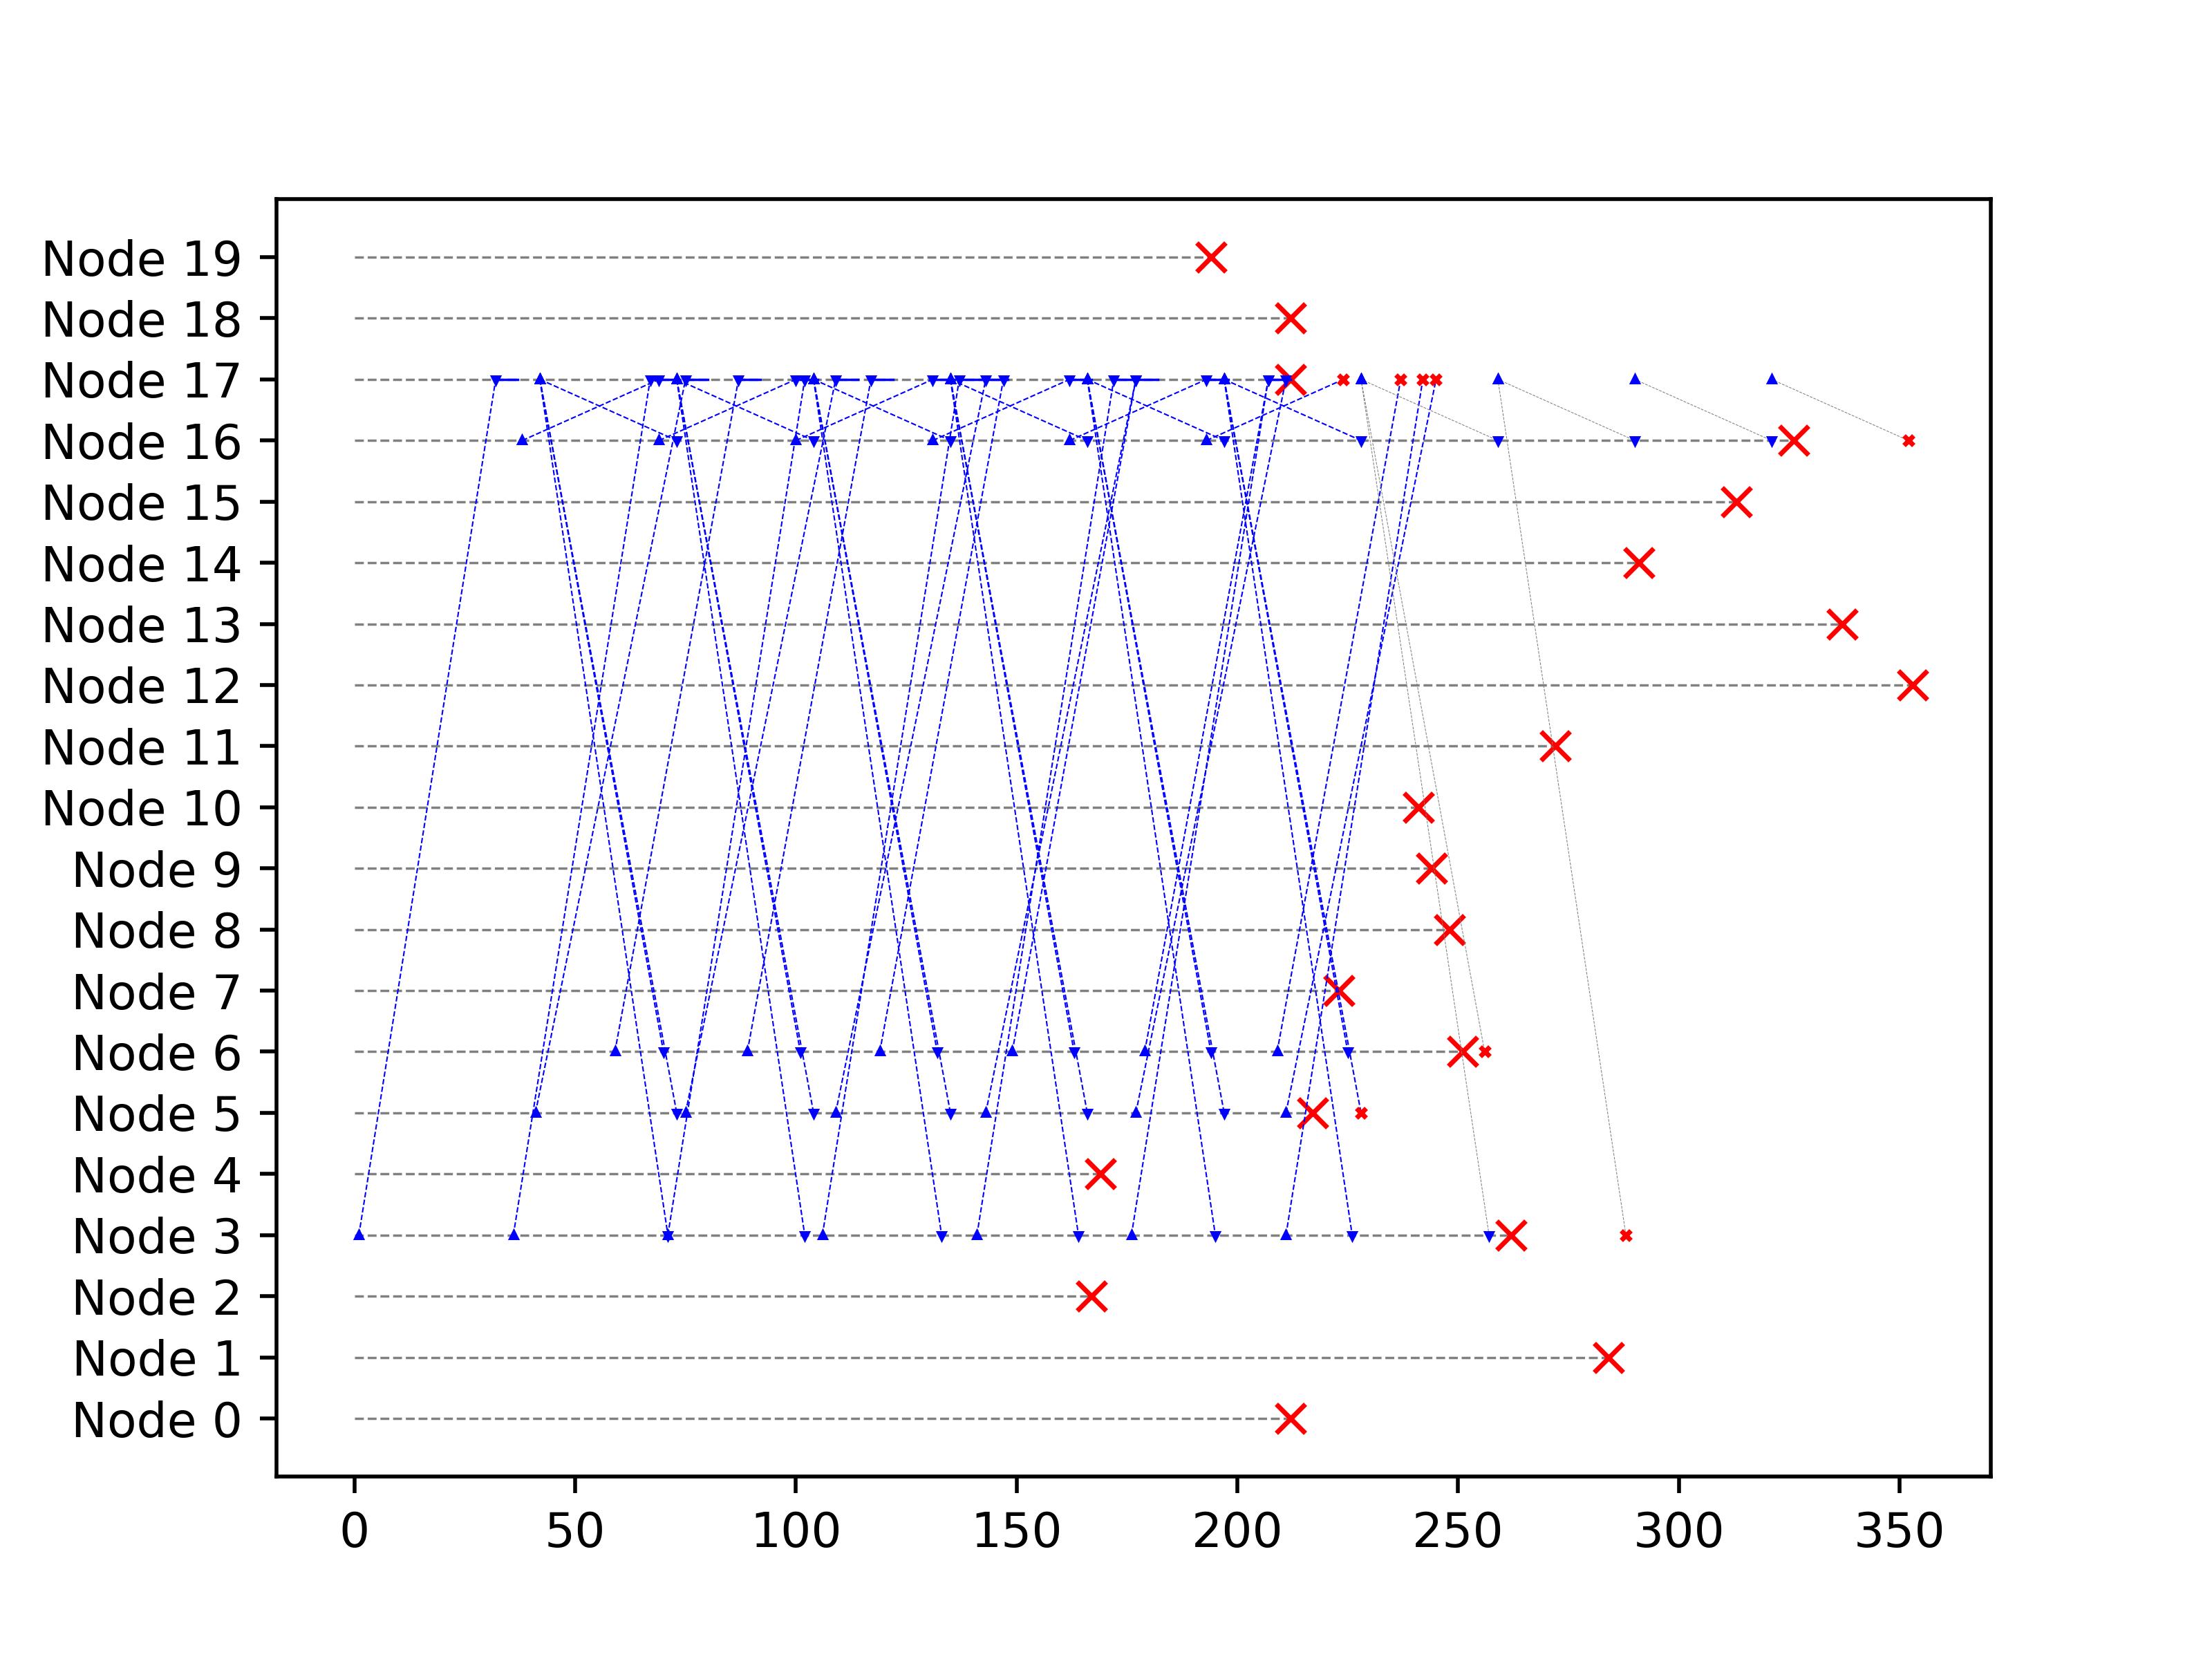 Node 19
Node 18
Node 17
Node 16
Node 15
Node 14
Node 13
Node 12
Node 11
Node 10
Node 9
Node 8
Node 7
Node 6
Node 5
Node 4
Node 3
Node 2
Node 1
Node 0
0 50 100 150 200 250 300 350